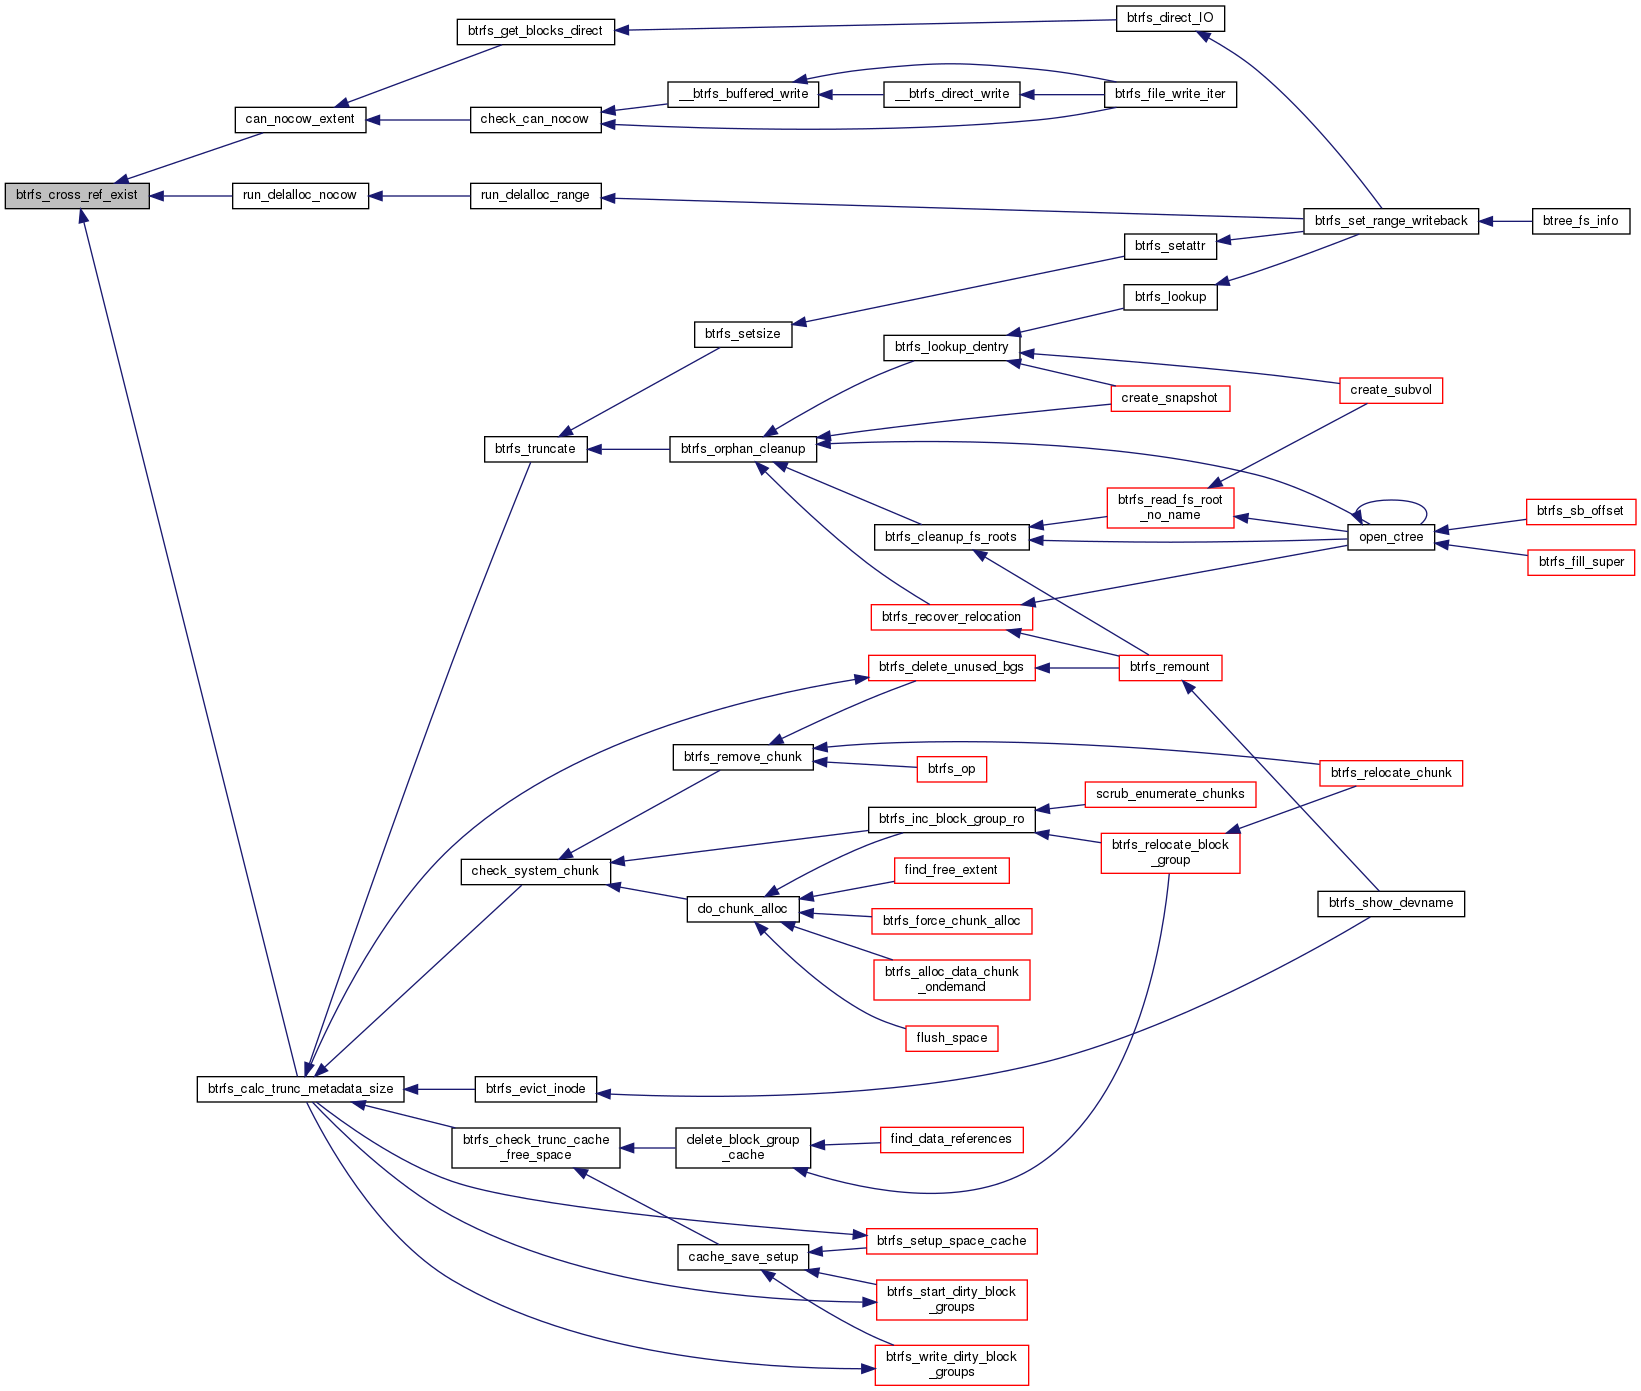 btrfs_direct_IO
btrfs_get_blocks_direct
__btrfs_buffered_write
__btrfs_direct_write
btrfs_file_write_iter
can_nocow_extent
check_can_nocow
btrfs_cross_ref_exist
run_delalloc_nocow
run_delalloc_range
btrfs_set_range_writeback
btree_fs_info
btrfs_setattr
btrfs_lookup
btrfs_setsize
btrfs_lookup_dentry
create_snapshot
create_subvol
btrfs_truncate
btrfs_orphan_cleanup
btrfs_read_fs_root
_no_name
btrfs_sb_offset
btrfs_cleanup_fs_roots
open_ctree
btrfs_fill_super
btrfs_recover_relocation
btrfs_delete_unused_bgs
btrfs_remount
btrfs_remove_chunk
btrfs_op
btrfs_relocate_chunk
scrub_enumerate_chunks
btrfs_inc_block_group_ro
btrfs_relocate_block
_group
check_system_chunk
find_free_extent
do_chunk_alloc
btrfs_force_chunk_alloc
btrfs_show_devname
btrfs_alloc_data_chunk
_ondemand
flush_space
btrfs_calc_trunc_metadata_size
btrfs_evict_inode
btrfs_check_trunc_cache
_free_space
delete_block_group
_cache
find_data_references
btrfs_setup_space_cache
cache_save_setup
btrfs_start_dirty_block
_groups
btrfs_write_dirty_block
_groups